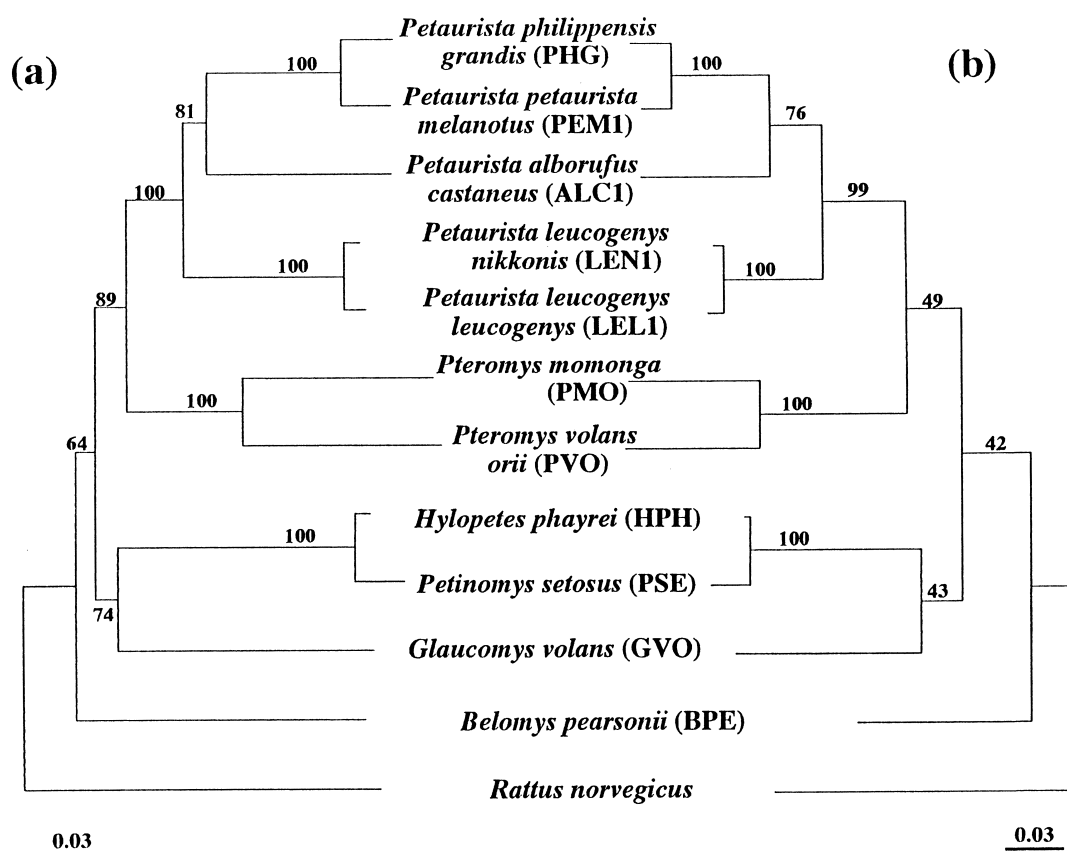 (a)
(b)
Petaurista philippensis
grandis (PHG)
100
100
Petaurista petaurista
melanotus (PEM1)
81
76
Petaurista alborufus
castaneus (ALC1)
100
99
Petaurista leucogenys
nikkonis (LEN1)
100
100
Petaurista leucogenys
leucogenys (LEL1)
89
49
Pteromys momonga
(PMO)
100
100
Pteromys volans
orii (PVO)
64
42
Hylopetes phayrei (HPH)
100
100
Petinomys setosus (PSE)
74
43
Glaucomys volans (GVO)
Belomys pearsonii (BPE)
Rattus norvegicus
0.03
0.03